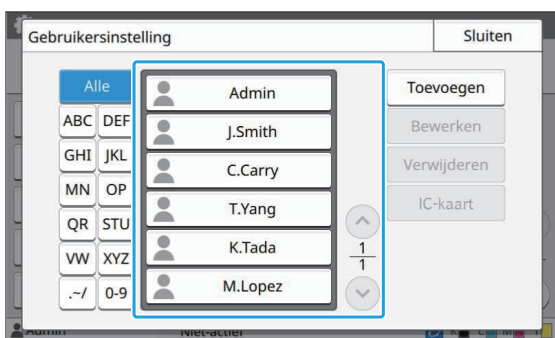 Gebruikersinstelling
Sluiten
Alle
ABC DEF
GHI JKL
MN OP
QR STU
VW XYZ
.~/ 0-9
Admin
J.Smith
C.Carry
T.Yang
K.Tada
M.Lopez
1
1
Toevoegen
Bewerken
Verwijderen
IC-kaart
Admin
Niet-actief
K C M Y